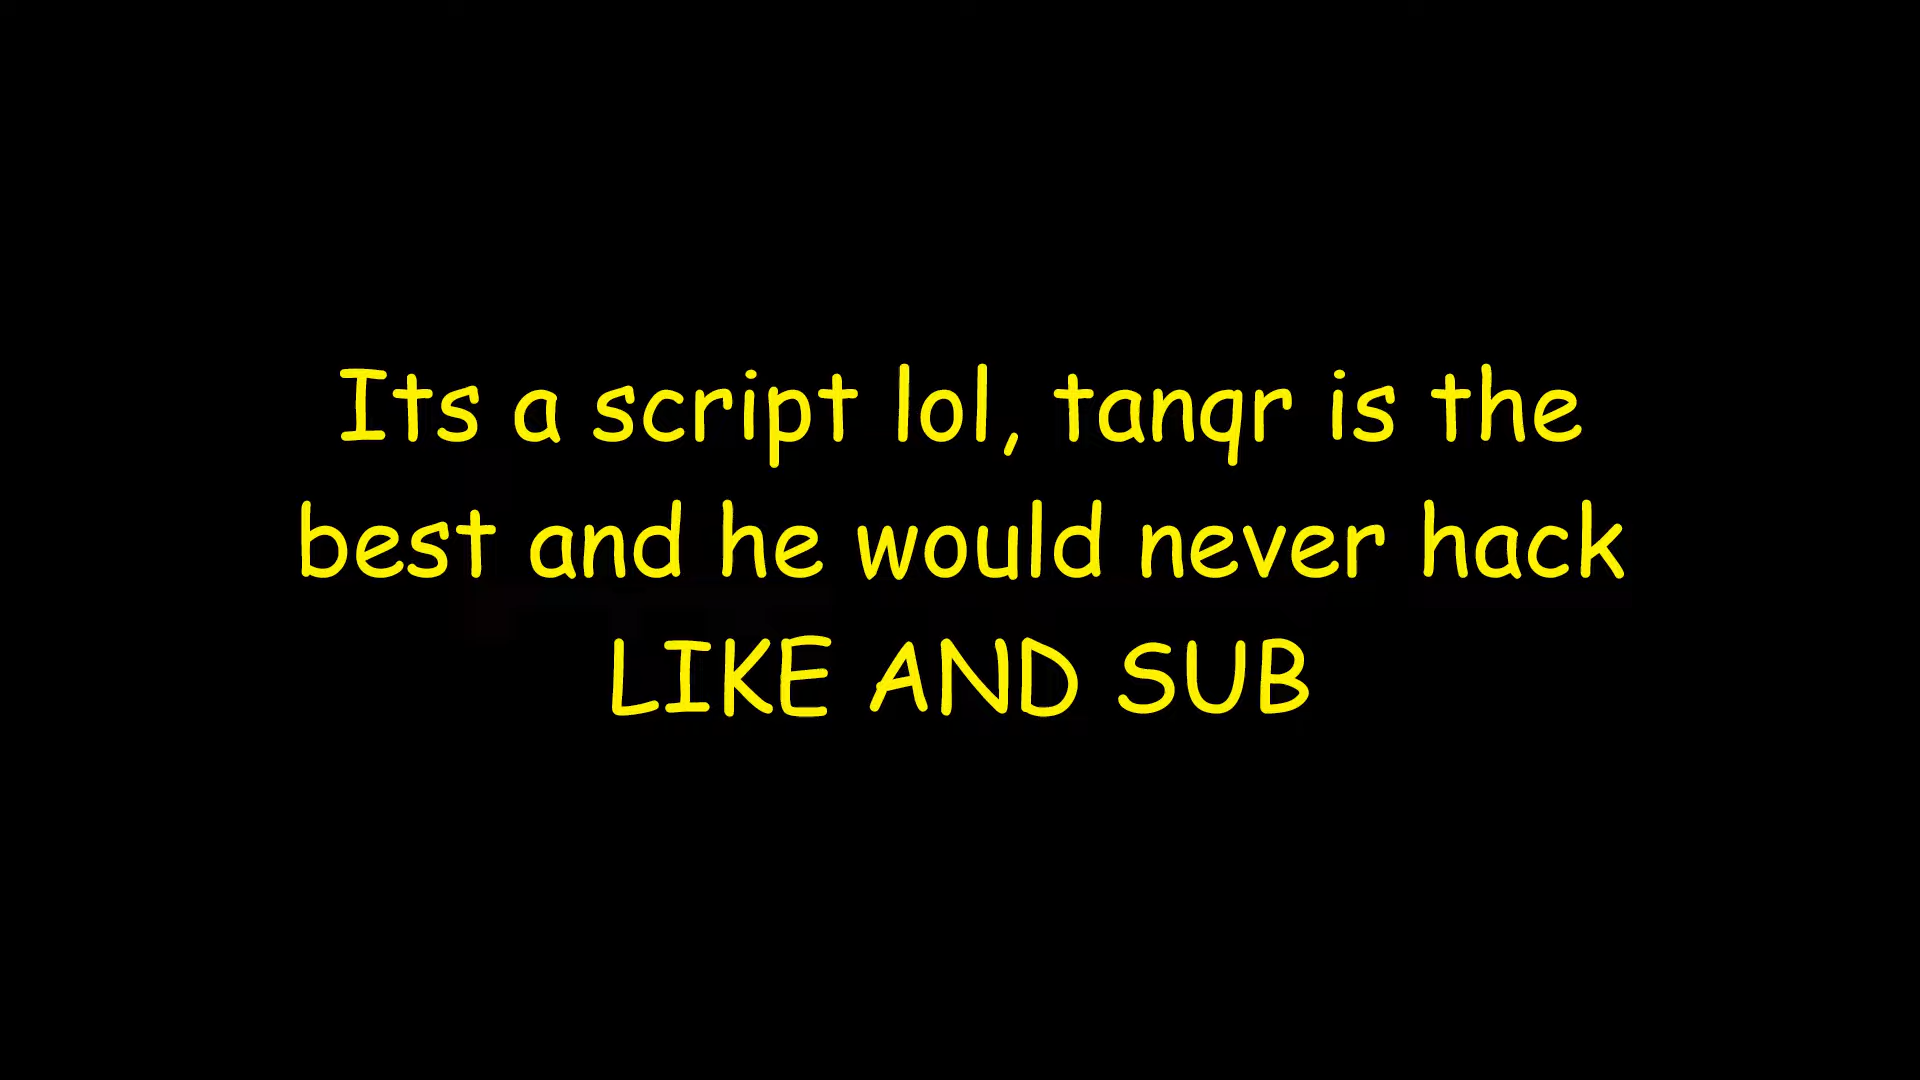 Its a script lol, tanqr is the
best and he would never hack
LIKE AND SUB